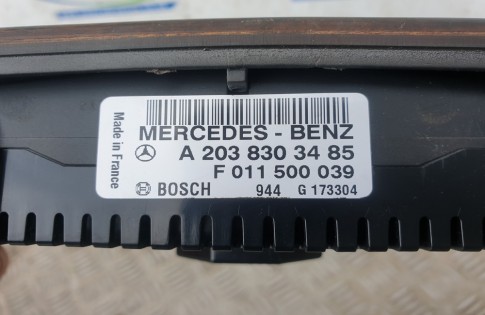 Made in France
MERCEDES - BENZ
A 203 830 34 85
F 011 500 039
BOSCH 944 G 173304